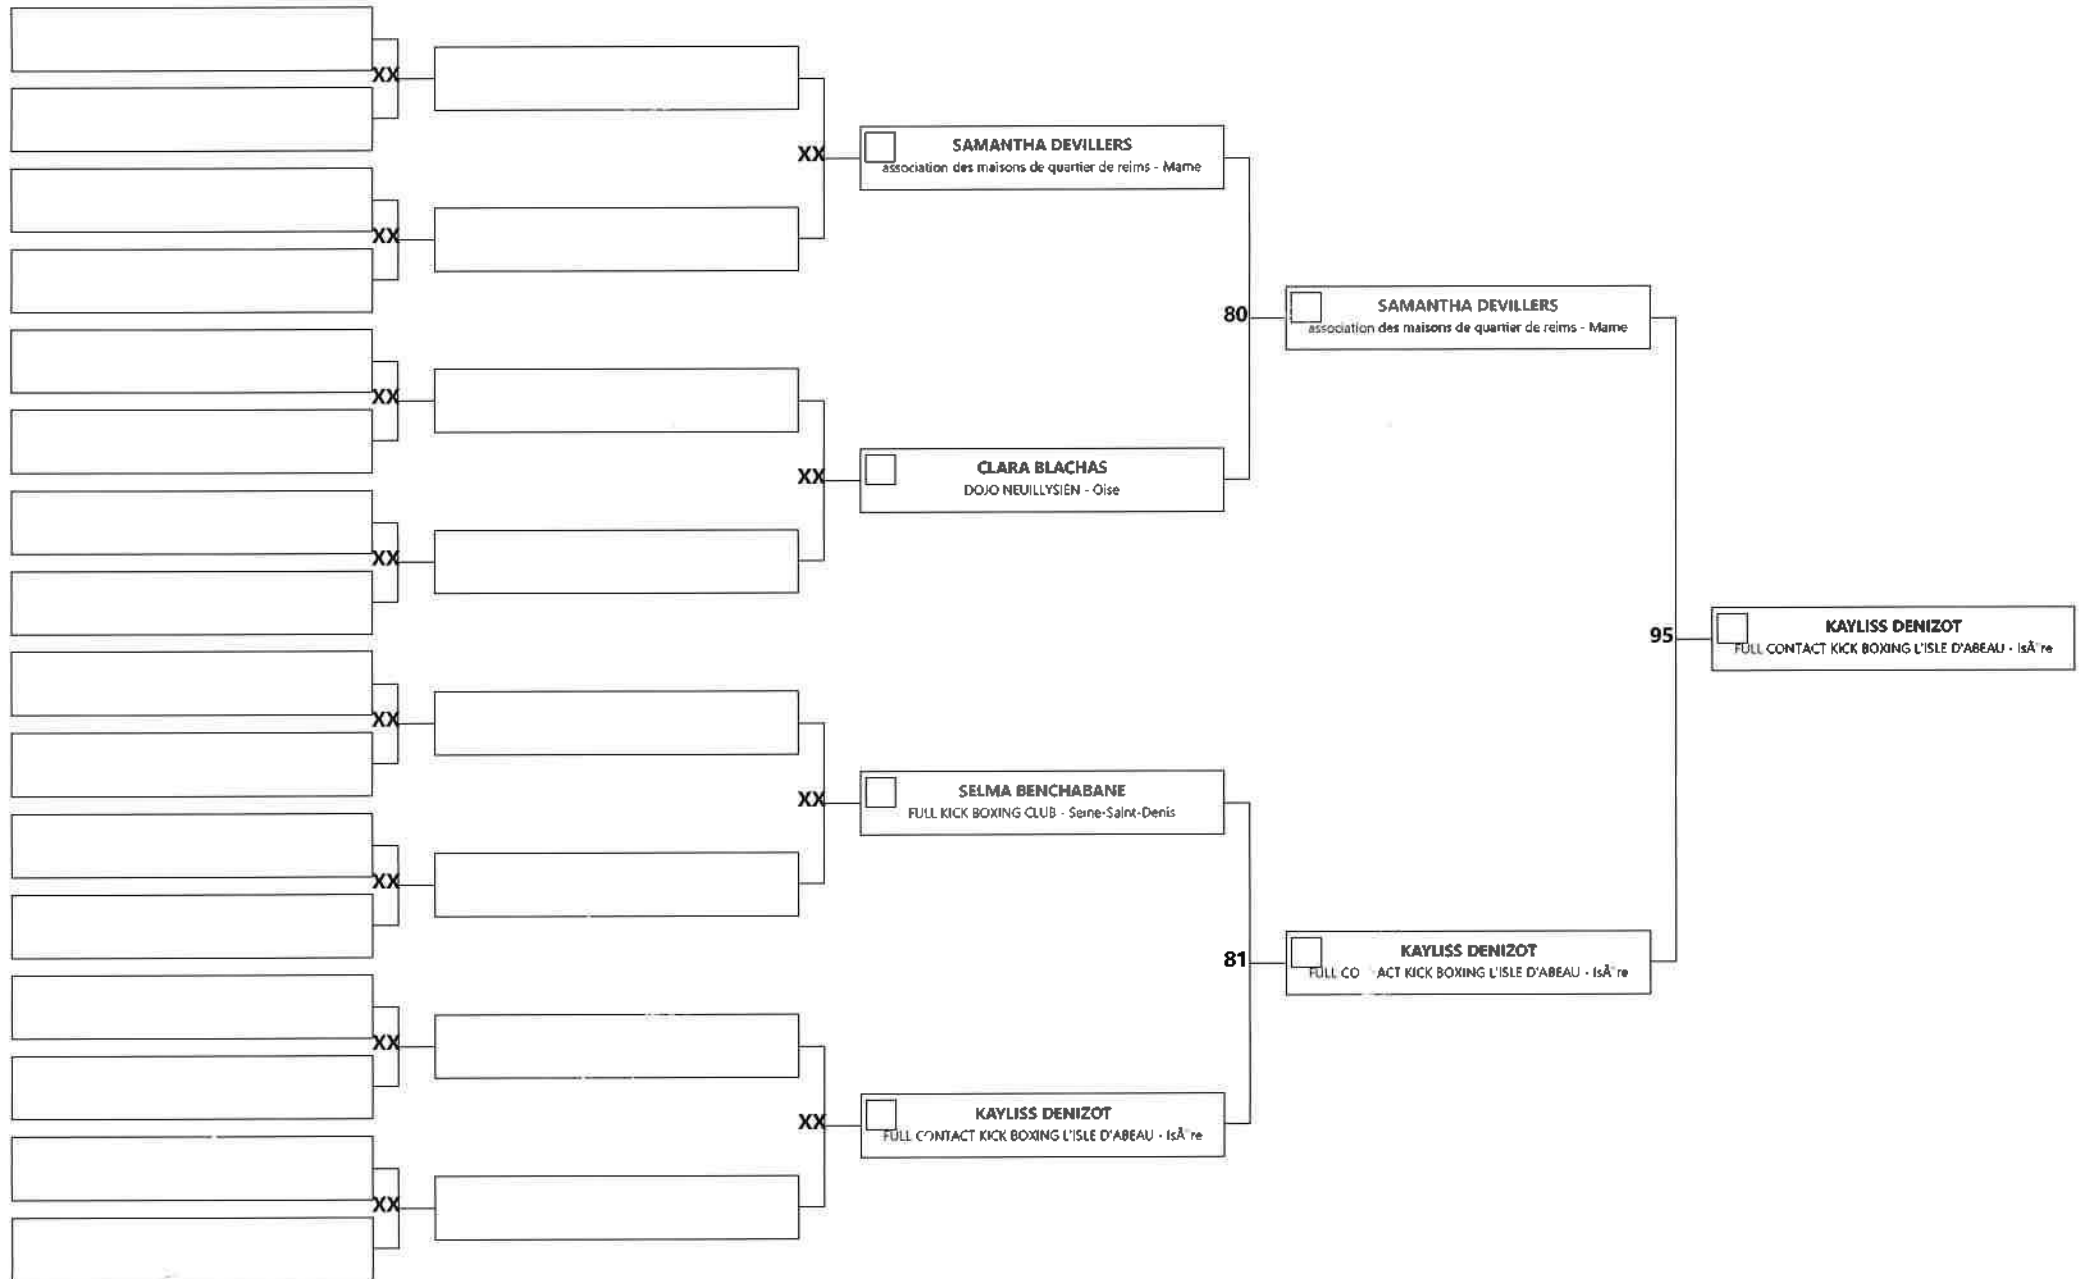 XX
XX
SAMANTHA DEVILLERS
association des maisons de quartier de reims - Marne
XX
80
SAMANTHA DEVILLERS
association des maisons de quartier de reims - Marne
XX
XX
CLARA BLACHAS
DOJO NEUILLYSIEN - Oise
XX
95
KAYLISS DENIZOT
FULL CONTACT KICK BOXING L'ISLE D'ABEAU - IsÃ¨re
XX
XX
SELMA BENCHABANE
FULL KICK BOXING CLUB - Seine-Saint-Denis
XX
81
KAYLISS DENIZOT
FULL CO ACT KICK BOXING L'ISLE D'ABEAU - IsÃ¨re
XX
XX
KAYLISS DENIZOT
FULL CONTACT KICK BOXING L'ISLE D'ABEAU - IsÃ¨re
XX
XX